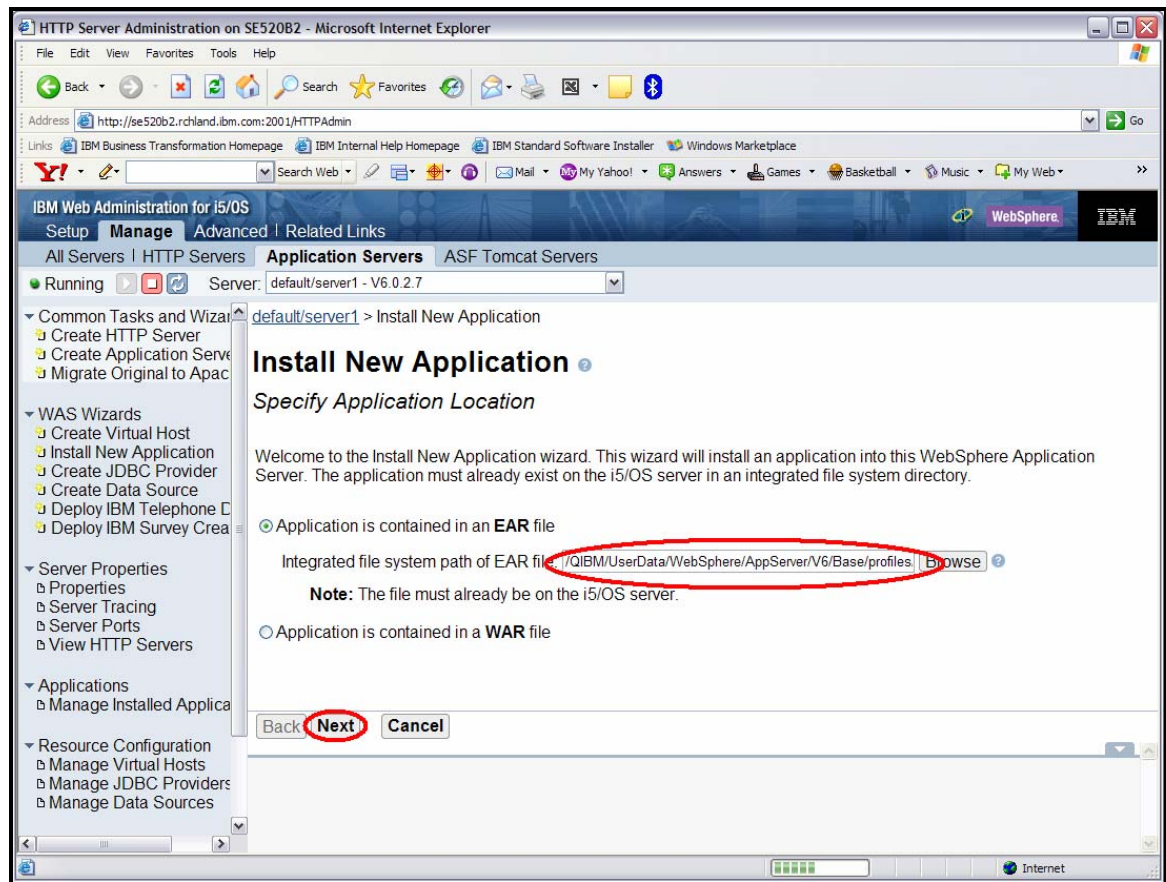 HTTP Server Administration on SE520B2 - Microsoft Internet Explorer
File Edit View Favorites Tools Help
Back Search Favorites
Address http://se520b2.rchland.ibm.com:2001/HTTPAdmin Go
Links IBM Business Transformation Homepage IBM Internal Help Homepage IBM Standard Software Installer Windows Marketplace
Y! Search Web Mail My Yahoo! Answers Games Basketball Music My Web »
IBM Web Administration for i5/OS
WebSphere. IBM
Setup Manage Advanced | Related Links
All Servers | HTTP Servers Application Servers ASF Tomcat Servers
Running Server: default/server1 - V6.0.2.7
Common Tasks and Wizar
Create HTTP Server
Create Application Serve
Migrate Original to Apac
WAS Wizards
Create Virtual Host
Install New Application
Create JDBC Provider
Create Data Source
Deploy IBM Telephone D
Deploy IBM Survey Crea
Server Properties
Properties
Server Tracing
Server Ports
View HTTP Servers
Applications
Manage Installed Applica
Resource Configuration
Manage Virtual Hosts
Manage JDBC Providers
Manage Data Sources
default/server1 > Install New Application
Install New Application
Specify Application Location
Welcome to the Install New Application wizard. This wizard will install an application into this WebSphere Application
Server. The application must already exist on the i5/OS server in an integrated file system directory.
Application is contained in an EAR file
Integrated file system path of EAR file: /QIBM/UserData/WebSphere/AppServer/V6/Base/profiles Browse
Note: The file must already be on the i5/OS server.
Application is contained in a WAR file
Back Next Cancel
Internet